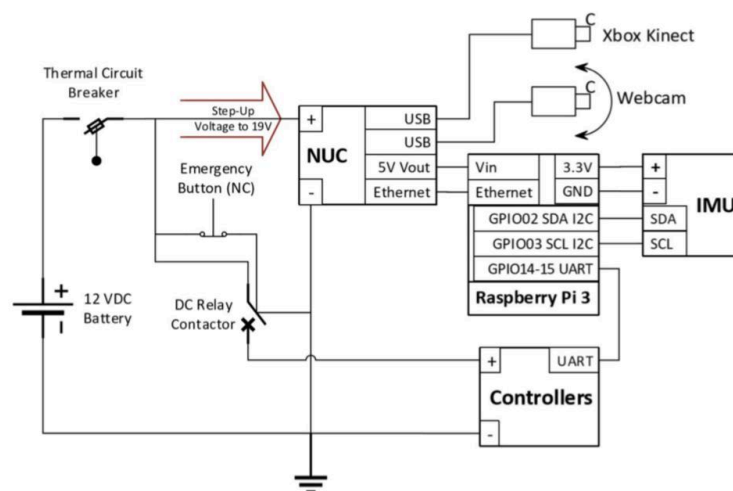 Xbox Kinect
C
Thermal Circuit
Breaker
Step-Up
Voltage to 19V
C
Webcam
+
USB
USB
NUC
5V Vout
Vin
3.3V
+
-
Ethernet
Ethernet
GND
-
IMU
Emergency
Button (NC)
GPIO02 SDA I2C
SDA
GPIO03 SCL I2C
SCL
GPIO14-15 UART
Raspberry Pi 3
+
12 VDC
Battery
-
DC Relay
Contactor
+
UART
Controllers
-